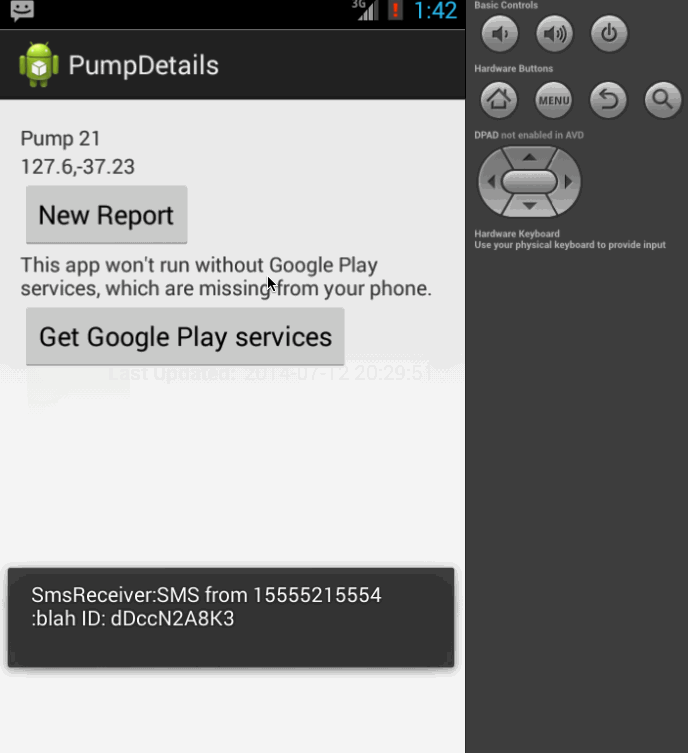 3G
1:42
PumpDetails
Pump 21
127.6,-37.23
New Report
This app won't run without Google Play
services, which are missing from your phone.
Get Google Play services
Last Updated: 2014-07-12 20:29:51
SmsReceiver:SMS from 15555215554
:blah ID: dDccN2A8K3
Basic Controls
Hardware Buttons
MENU
DPAD not enabled in AVD
Hardware Keyboard
Use your physical keyboard to provide input